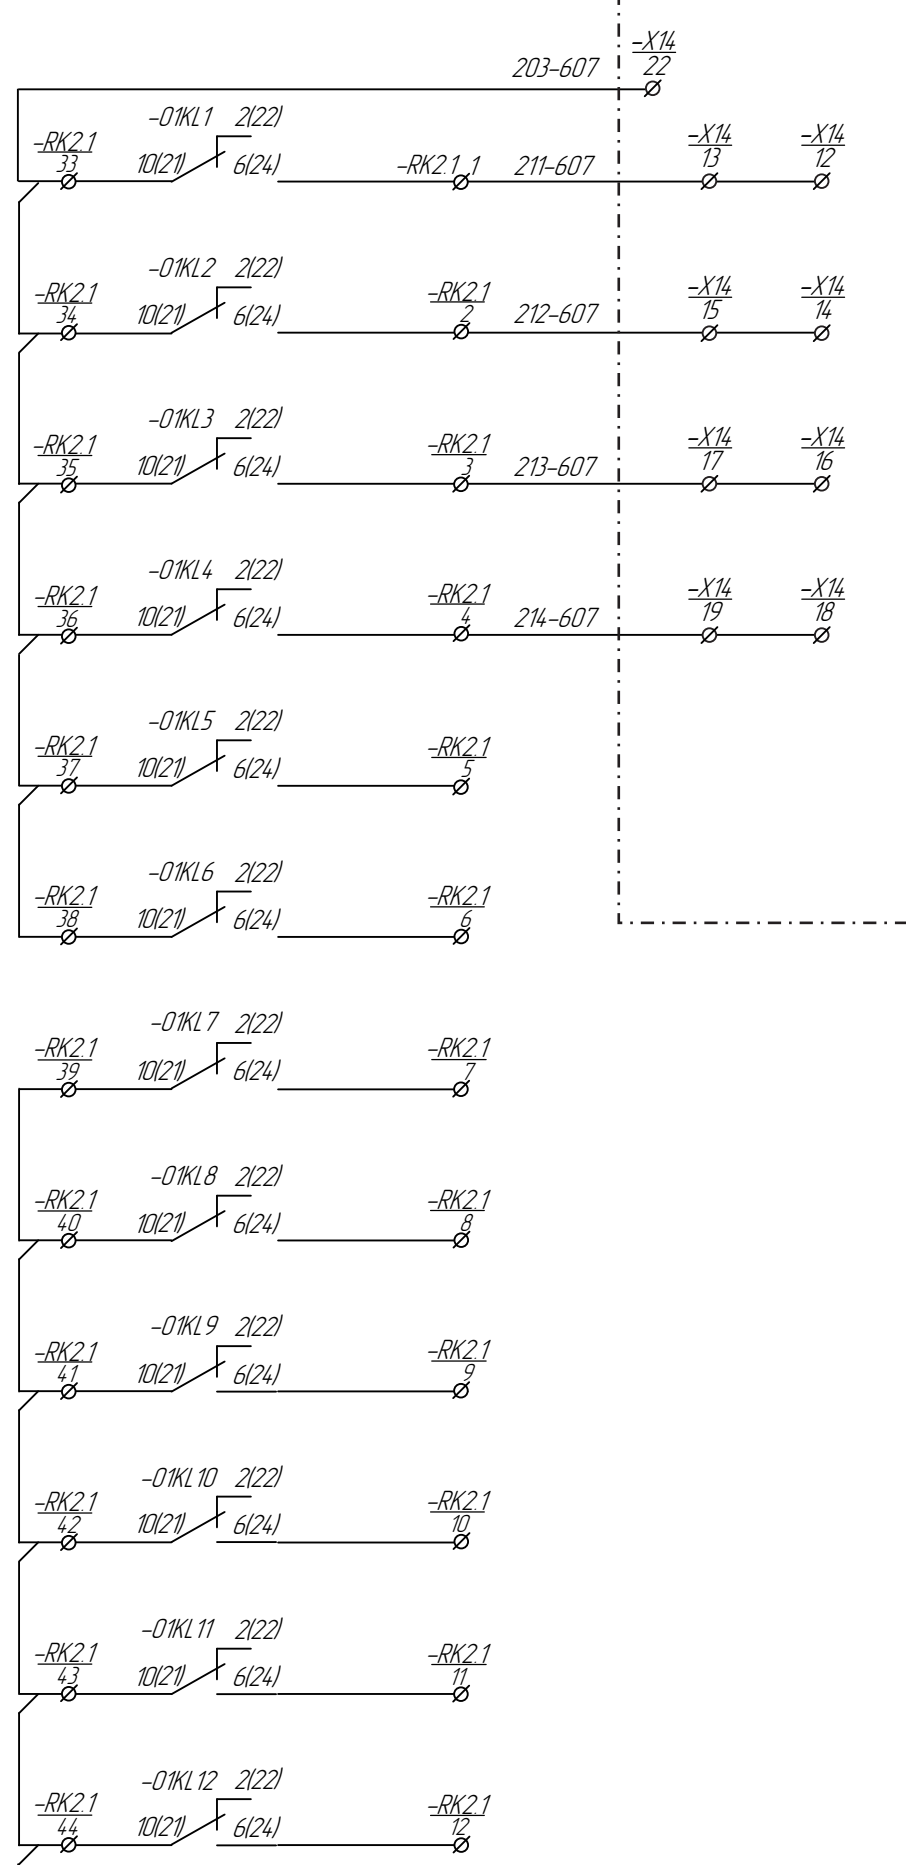 203-607
-X14
22
-01KL1 2(22)
-RK2.1
33
10(21) 6(24)
-RK2.1 1
211-607
-X14
13
-X14
12
-01KL2 2(22)
-RK2.1
34
10(21) 6(24)
-RK2.1
2
212-607
-X14
15
-X14
14
-01KL3 2(22)
-RK2.1
35
10(21) 6(24)
-RK2.1
3
213-607
-X14
17
-X14
16
-01KL4 2(22)
-RK2.1
36
10(21) 6(24)
-RK2.1
4
214-607
-X14
19
-X14
18
-01KL5 2(22)
-RK2.1
37
10(21) 6(24)
-RK2.1
5
-01KL6 2(22)
-RK2.1
38
10(21) 6(24)
-RK2.1
6
-01KL7 2(22)
-RK2.1
39
10(21) 6(24)
-RK2.1
7
-01KL8 2(22)
-RK2.1
40
10(21) 6(24)
-RK2.1
8
-01KL9 2(22)
-RK2.1
41
10(21) 6(24)
-RK2.1
9
-01KL10 2(22)
-RK2.1
42
10(21) 6(24)
-RK2.1
10
-01KL11 2(22)
-RK2.1
43
10(21) 6(24)
-RK2.1
11
-01KL12 2(22)
-RK2.1
44
10(21) 6(24)
-RK2.1
12